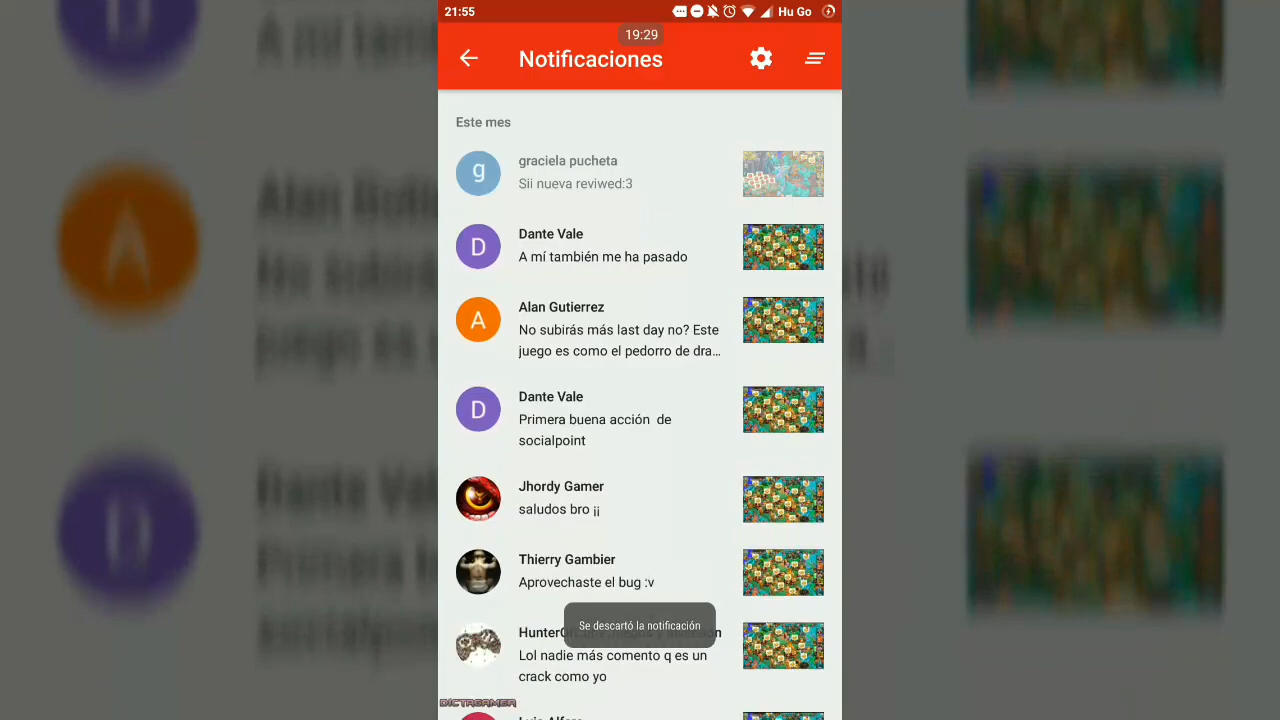 21:55
Hu Go
19:29
Notificaciones
Este mes
g
graciela pucheta
Sii nueva reviwed:3
D
Dante Vale
A mí también me ha pasado
A
Alan Gutierrez
No subirás más last day no? Este
juego es como el pedorro de dra…
D
Dante Vale
Primera buena acción de
socialpoint
Jhordy Gamer
saludos bro ¡¡
Thierry Gambier
Aprovechaste el bug :v
Se descartó la notificación
Lol nadie más comento q es un
crack como yo
DICTAGAMER